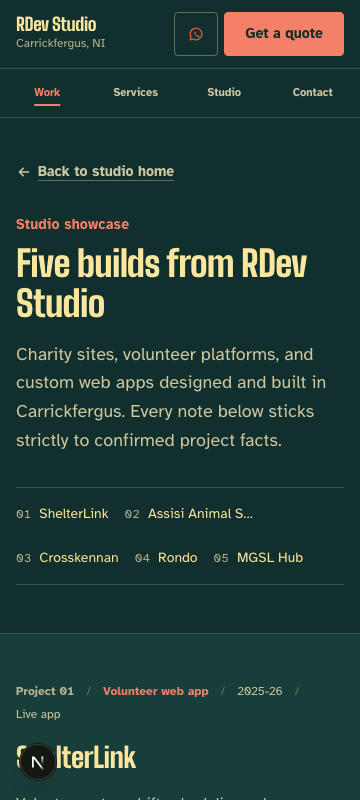 RDev Studio
Carrickfergus, NI
Get a quote
Work Services Studio Contact
← Back to studio home
Studio showcase
Five builds from RDev
Studio
Charity sites, volunteer platforms, and
custom web apps designed and built in
Carrickfergus. Every note below sticks
strictly to confirmed project facts.
01 ShelterLink 02 Assisi Animal S...
03 Crosskennan 04 Rondo 05 MGSL Hub
Project 01 / Volunteer web app / 2025-26 /
Live app
ShelterLink
N